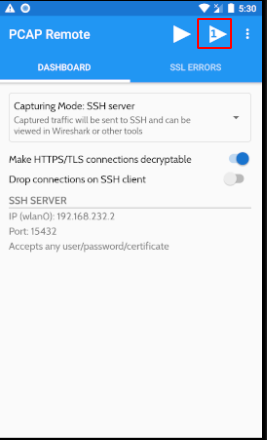 5:30
PCAP Remote
1
DASHBOARD
SSL ERRORS
Capturing Mode: SSH server
Captured traffic will be sent to SSH and can be
viewed in Wireshark or other tools
Make HTTPS/TLS connections decryptable
Drop connections on SSH client
SSH SERVER
IP (wlan0): 192.168.232.2
Port: 15432
Accepts any user/password/certificate